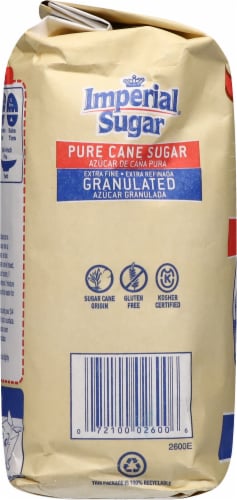 Imperial
Sugar
PURE CANE SUGAR
AZÚCAR DE CAÑA PURA
EXTRA FINE • EXTRA REFINADA
GRANULATED
AZÚCAR GRANULADA
SUGAR CANE
ORIGIN
GLUTEN
FREE
K
KOSHER
CERTIFIED
0 72100 02600 6
2600E
THIS PACKAGE IS 100% RECYCLABLE